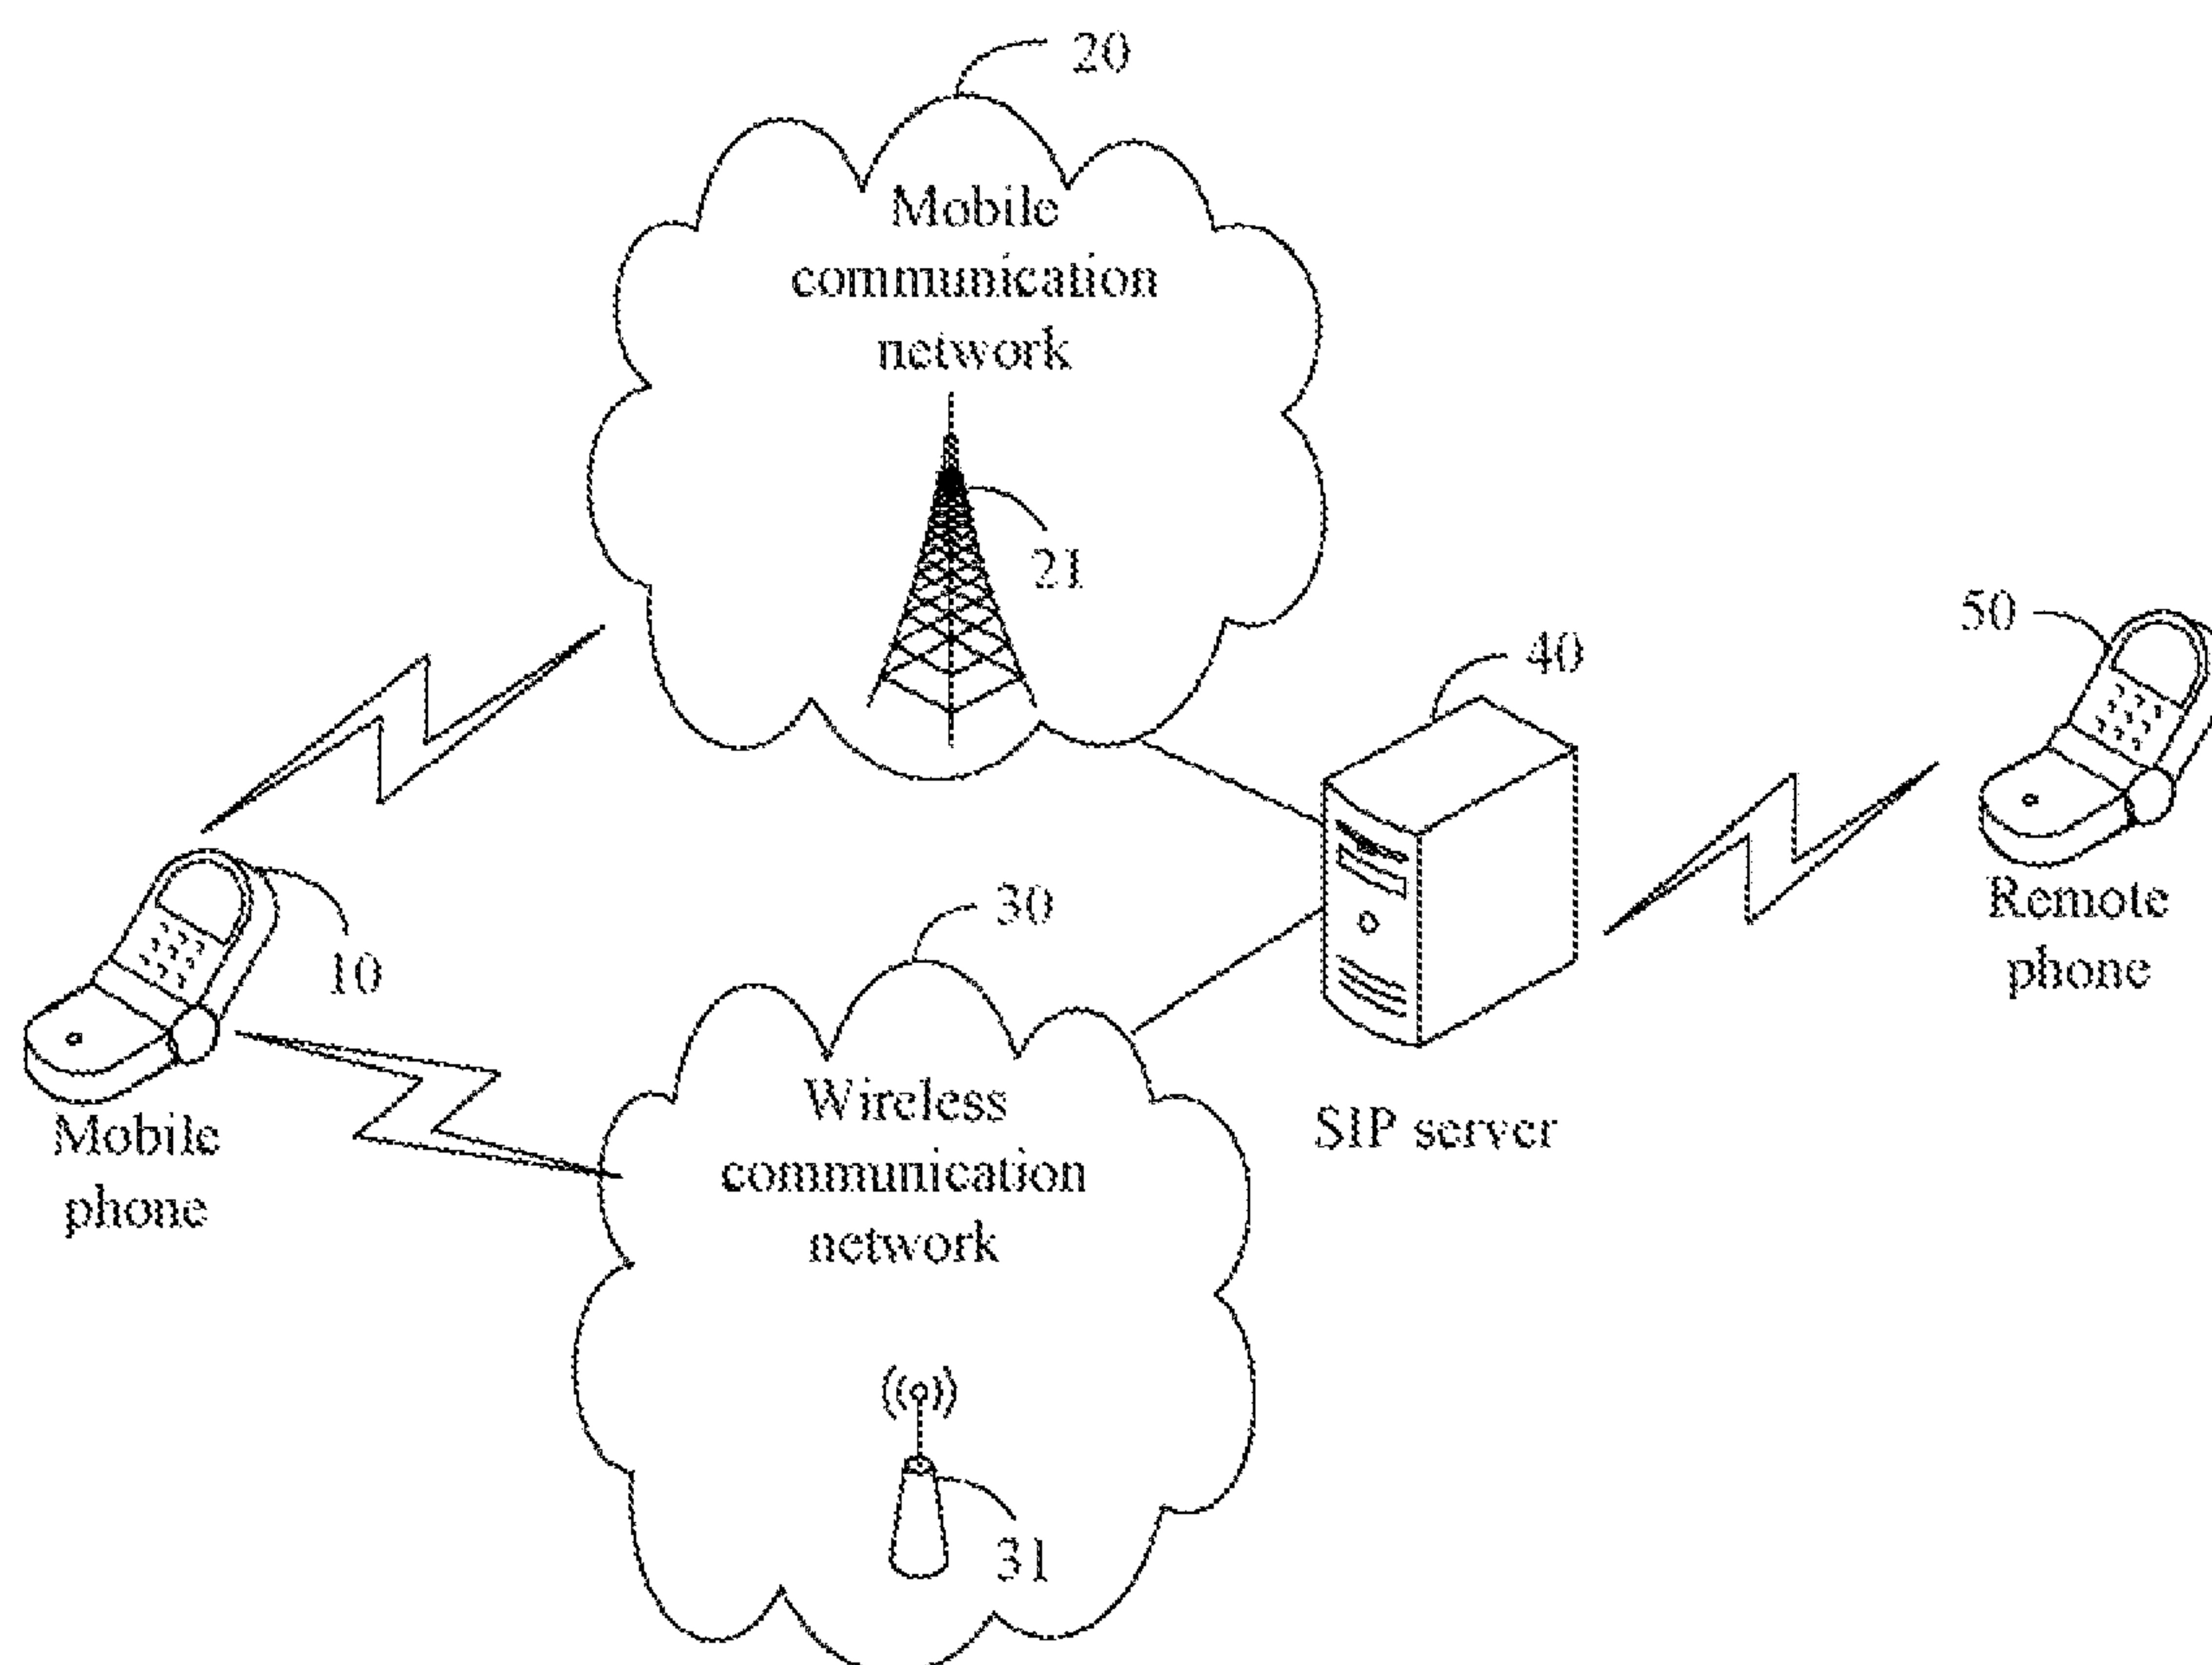 20
Mobile
communication
network
21
50
40
Remote
phone
10
Mobile
phone
30
Wireless
communication
network
SIP server
31